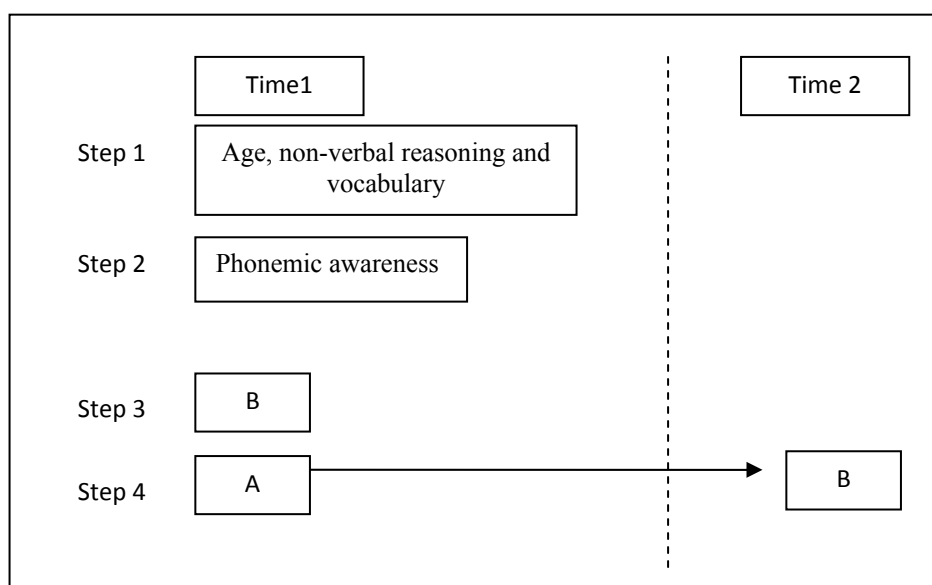 Time1
Time 2
Step 1
Age, non-verbal reasoning and
vocabulary
Step 2
Phonemic awareness
Step 3
B
Step 4
A
B